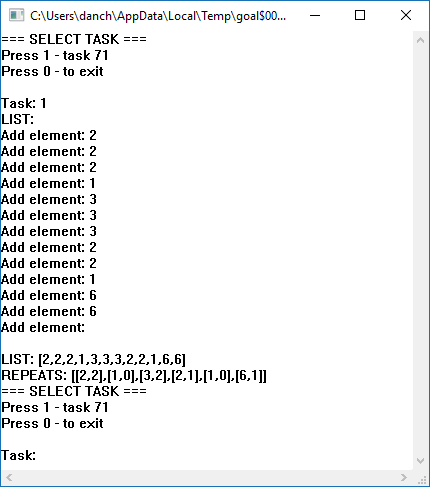 C:\Users\danch\AppData\Local\Temp\goal$00...
=== SELECT TASK ===
Press 1 - task 71
Press 0 - to exit
Task: 1
LIST:
Add element: 2
Add element: 2
Add element: 2
Add element: 1
Add element: 3
Add element: 3
Add element: 3
Add element: 2
Add element: 2
Add element: 1
Add element: 6
Add element: 6
Add element:
LIST: [2,2,2,1,3,3,3,2,2,1,6,6]
REPEATS: [[2,2],[1,0],[3,2],[2,1],[1,0],[6,1]]
=== SELECT TASK ===
Press 1 - task 71
Press 0 - to exit
Task: